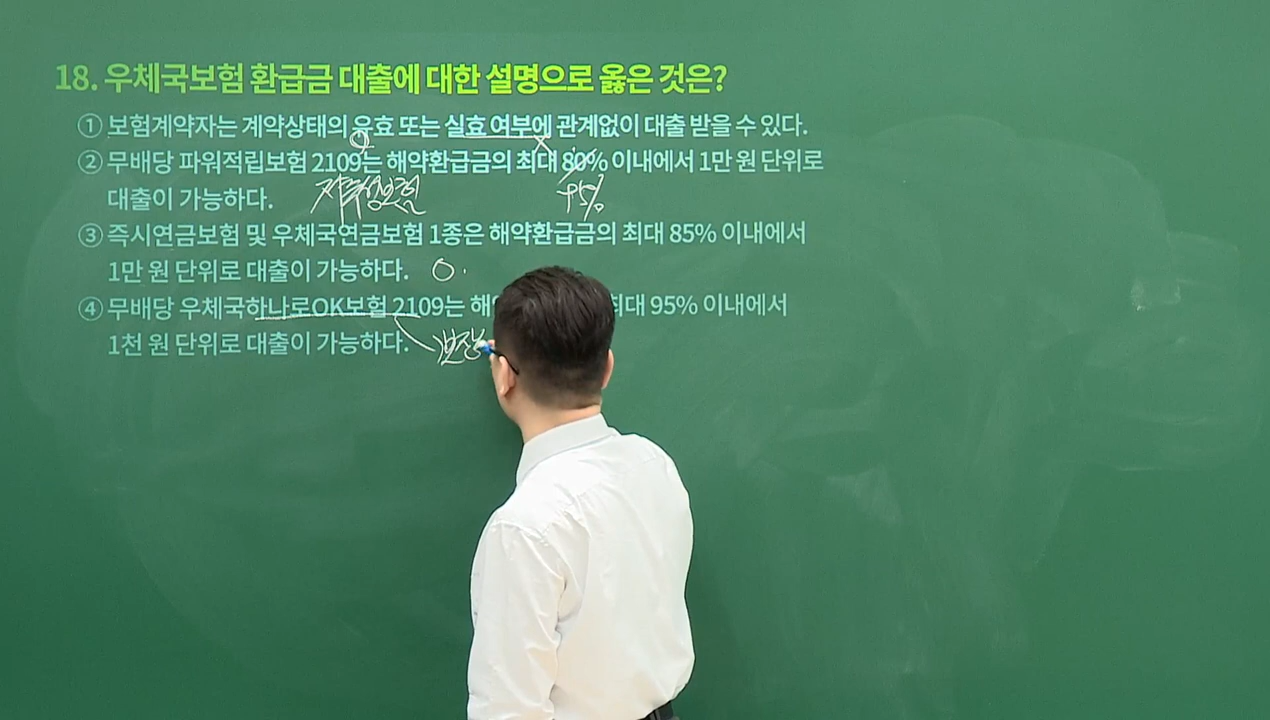 18. 우체국보험 환급금 대출에 대한 설명으로 옳은 것은?
① 보험계약자는 계약상태의 유효 또는 실효 여부에 관계없이 대출 받을 수 있다.
② 무배당 파워적립보험 2109는 해약환급금의 최대 80% 이내에서 1만 원 단위로
저축성보험 95%
대출이 가능하다.
③ 즉시연금보험 및 우체국연금보험 1종은 해약환급금의 최대 85% 이내에서
1만 원 단위로 대출이 가능하다. ○.
④ 무배당 우체국하나로OK보험 2109는 최대 95% 이내에서
1천 원 단위로 대출이 가능하다. 보장